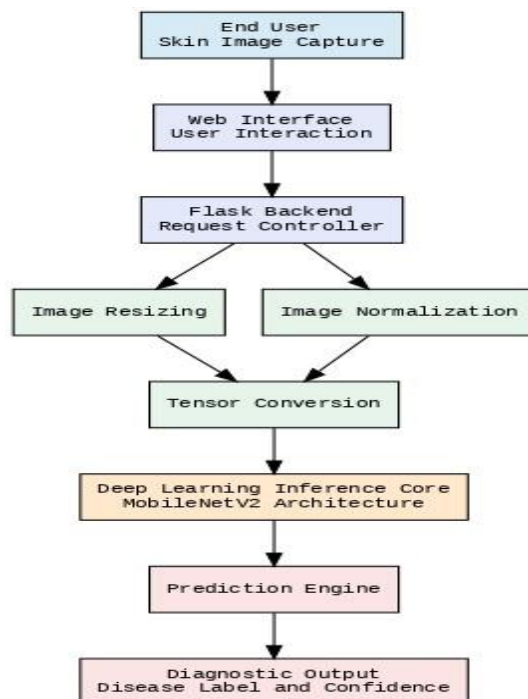 End User
Skin Image Capture
Web Interface
User Interaction
Flask Backend
Request Controller
Image Resizing
Image Normalization
Tensor Conversion
Deep Learning Inference Core
MobileNetV2 Architecture
Prediction Engine
Diagnostic Output
Disease Label and Confidence